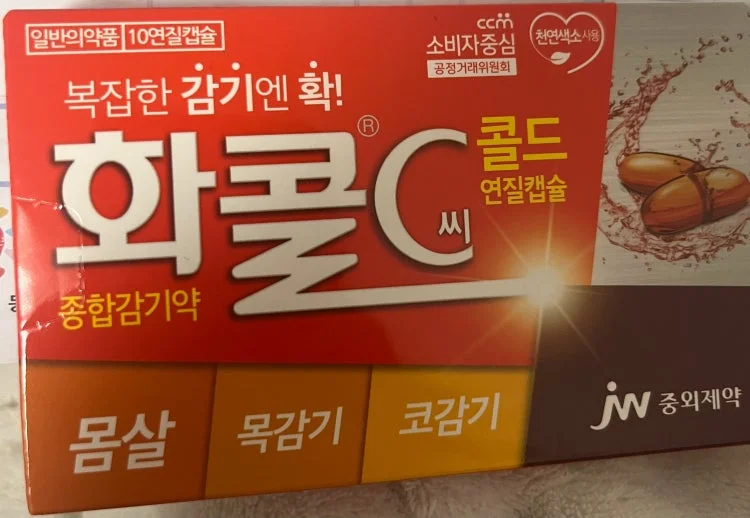 일반의약품 10연질캡슐
ccm
소비자중심
공정거래위원회
천연색소 사용
복잡한 감기엔 확!
화콜®C
씨
콜드
연질캡슐
종합감기약
몸살
목감기
코감기
jw 중외제약